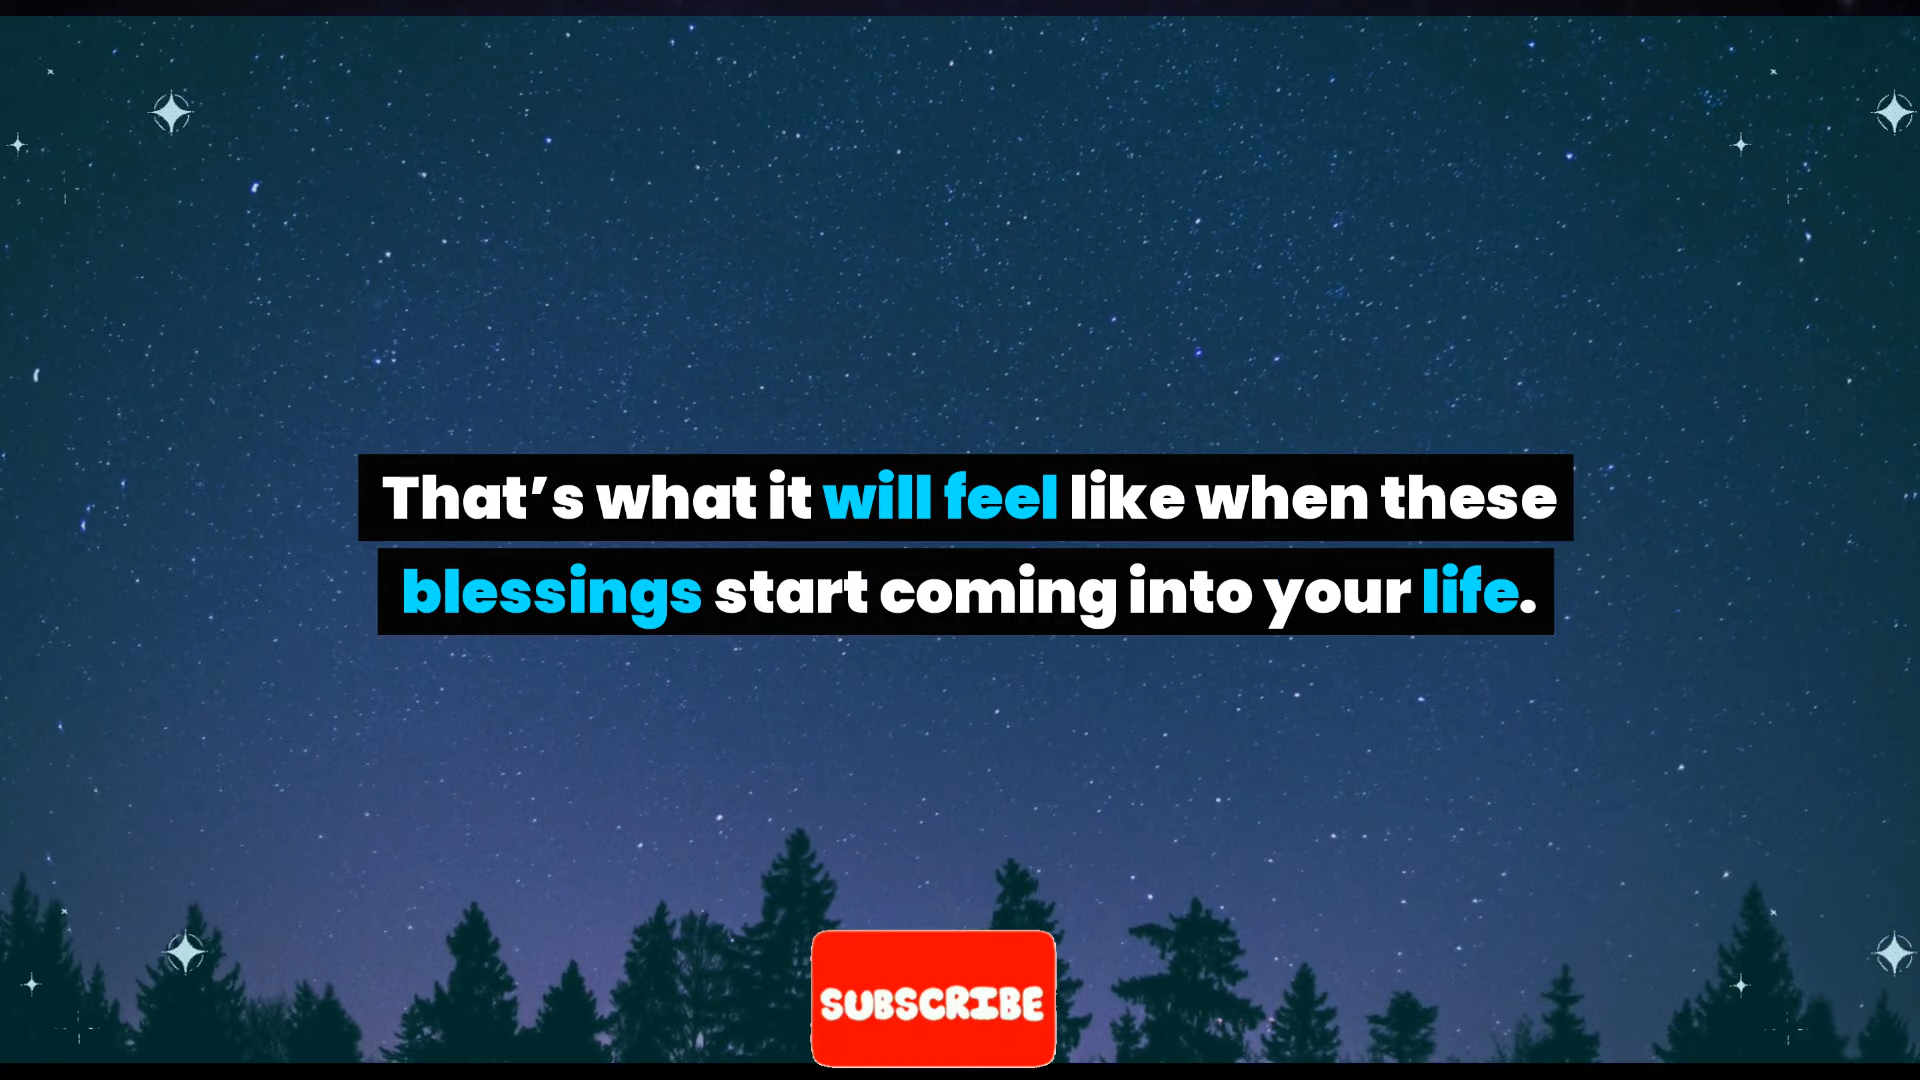 That’s what it will feel like when these
blessings start coming into your life.
SUBSCRIBE